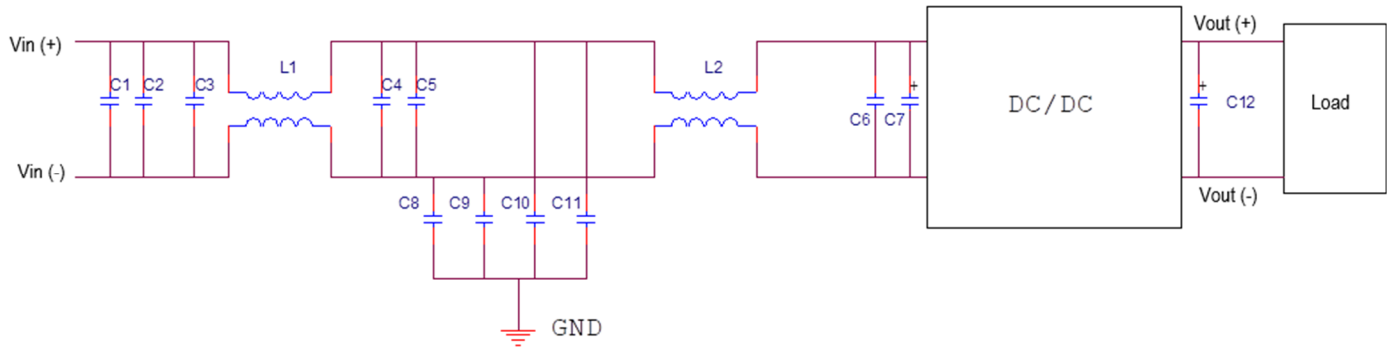 Vin (+)
Vout (+)
C1 C2 C3 L1 C4 C5 L2 C6 C7 + DC/DC + C12 Load
Vin (-)
Vout (-)
C8 C9 C10 C11
GND